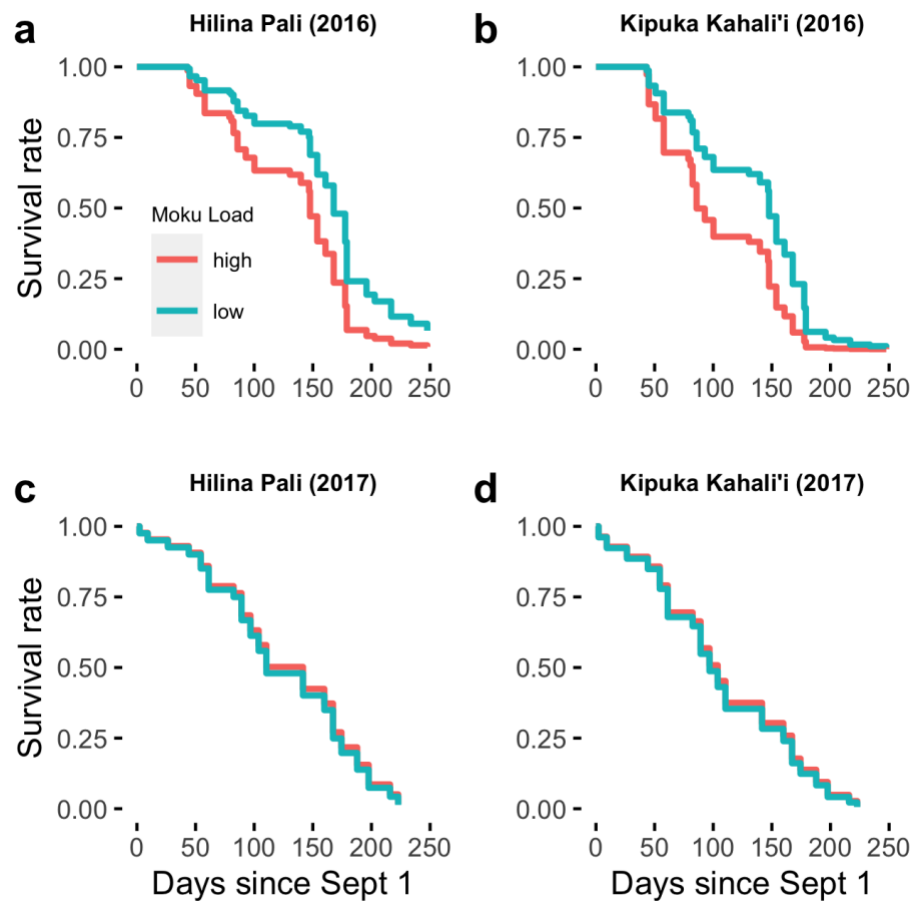 a Hilina Pali (2016)
b Kipuka Kahali'i (2016)
Survival rate
1.00
0.75
0.50
0.25
0.00
Moku Load
high
low
0 50 100 150 200 250
1.00
0.75
0.50
0.25
0.00
0 50 100 150 200 250
c Hilina Pali (2017)
d Kipuka Kahali'i (2017)
Survival rate
1.00
0.75
0.50
0.25
0.00
0 50 100 150 200 250
Days since Sept 1
1.00
0.75
0.50
0.25
0.00
0 50 100 150 200 250
Days since Sept 1